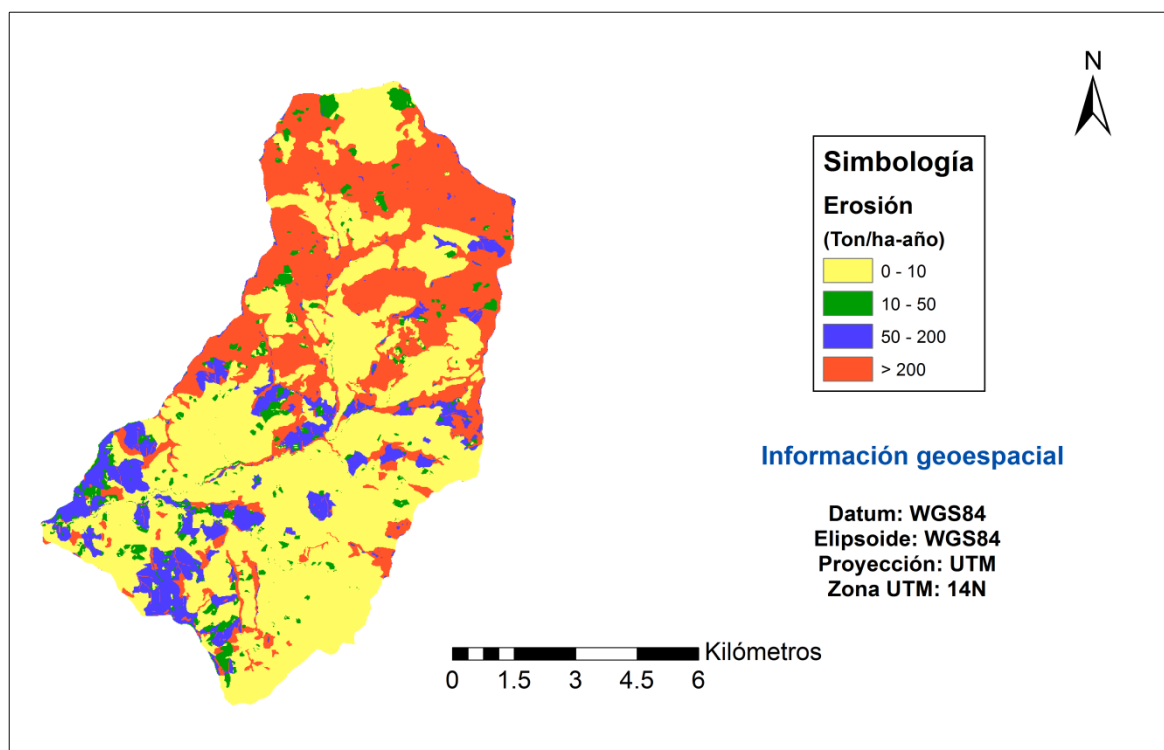 N
Simbología
Erosión
(Ton/ha-año)
0 - 10
10 - 50
50 - 200
> 200
Información geoespacial
Datum: WGS84
Elipsoide: WGS84
Proyección: UTM
Zona UTM: 14N
Kilómetros
0 1.5 3 4.5 6